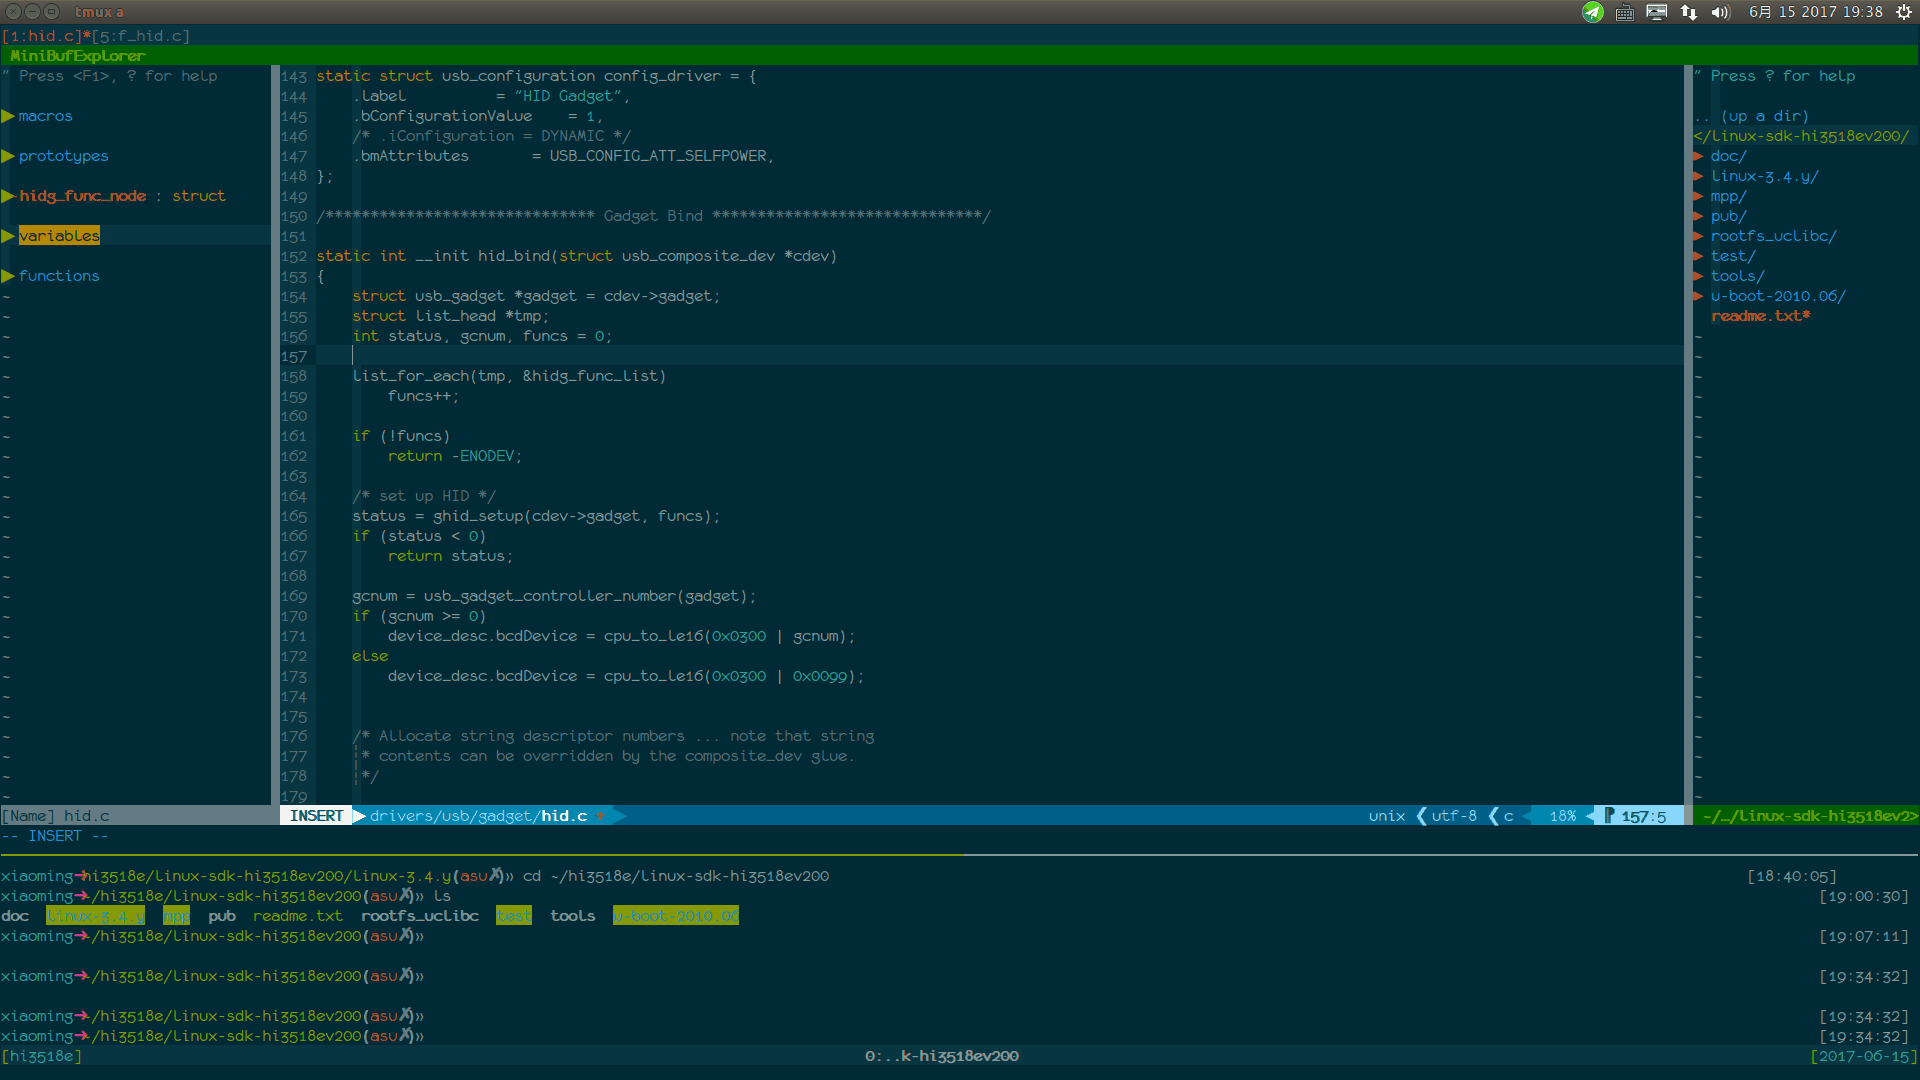 tmux a
6月 15 2017 19:38
[1:hid.c]*[5:f_hid.c]
MiniBufExplorer
" Press <F1>, ? for help
macros
prototypes
hidg_func_node : struct
variables
functions
[Name] hid.c
143 static struct usb_configuration config_driver = {
144     .label          = "HID Gadget",
145     .bConfigurationValue    = 1,
146     /* .iConfiguration = DYNAMIC */
147     .bmAttributes       = USB_CONFIG_ATT_SELFPOWER,
148 };
149
150 /****************************** Gadget Bind ******************************/
151
152 static int __init hid_bind(struct usb_composite_dev *cdev)
153 {
154     struct usb_gadget *gadget = cdev->gadget;
155     struct list_head *tmp;
156     int status, gcnum, funcs = 0;
157
158     list_for_each(tmp, &hidg_func_list)
159         funcs++;
160
161     if (!funcs)
162         return -ENODEV;
163
164     /* set up HID */
165     status = ghid_setup(cdev->gadget, funcs);
166     if (status < 0)
167         return status;
168
169     gcnum = usb_gadget_controller_number(gadget);
170     if (gcnum >= 0)
171         device_desc.bcdDevice = cpu_to_le16(0x0300 | gcnum);
172     else
173         device_desc.bcdDevice = cpu_to_le16(0x0300 | 0x0099);
174
175
176     /* Allocate string descriptor numbers ... note that string
177     ¦* contents can be overridden by the composite_dev glue.
178     ¦*/
179
INSERT drivers/usb/gadget/hid.c + unix ❮ utf-8 ❮ c 18% 157:5
" Press ? for help
.. (up a dir)
</linux-sdk-hi3518ev200/
doc/
linux-3.4.y/
mpp/
pub/
rootfs_uclibc/
test/
tools/
u-boot-2010.06/
readme.txt*
~/…/linux-sdk-hi3518ev2>
-- INSERT --
xiaoming➜hi3518e/linux-sdk-hi3518ev200/linux-3.4.y(asu✗)» cd ~/hi3518e/linux-sdk-hi3518ev200 [18:40:05]
xiaoming➜~/hi3518e/linux-sdk-hi3518ev200(asu✗)» ls [19:00:30]
doc  linux-3.4.y  mpp  pub  readme.txt  rootfs_uclibc  test  tools  u-boot-2010.06
xiaoming➜~/hi3518e/linux-sdk-hi3518ev200(asu✗)» [19:07:11]
xiaoming➜~/hi3518e/linux-sdk-hi3518ev200(asu✗)» [19:34:32]
xiaoming➜~/hi3518e/linux-sdk-hi3518ev200(asu✗)» [19:34:32]
xiaoming➜~/hi3518e/linux-sdk-hi3518ev200(asu✗)» [19:34:32]
[hi3518e] 0:..k-hi3518ev200 [2017-06-15]